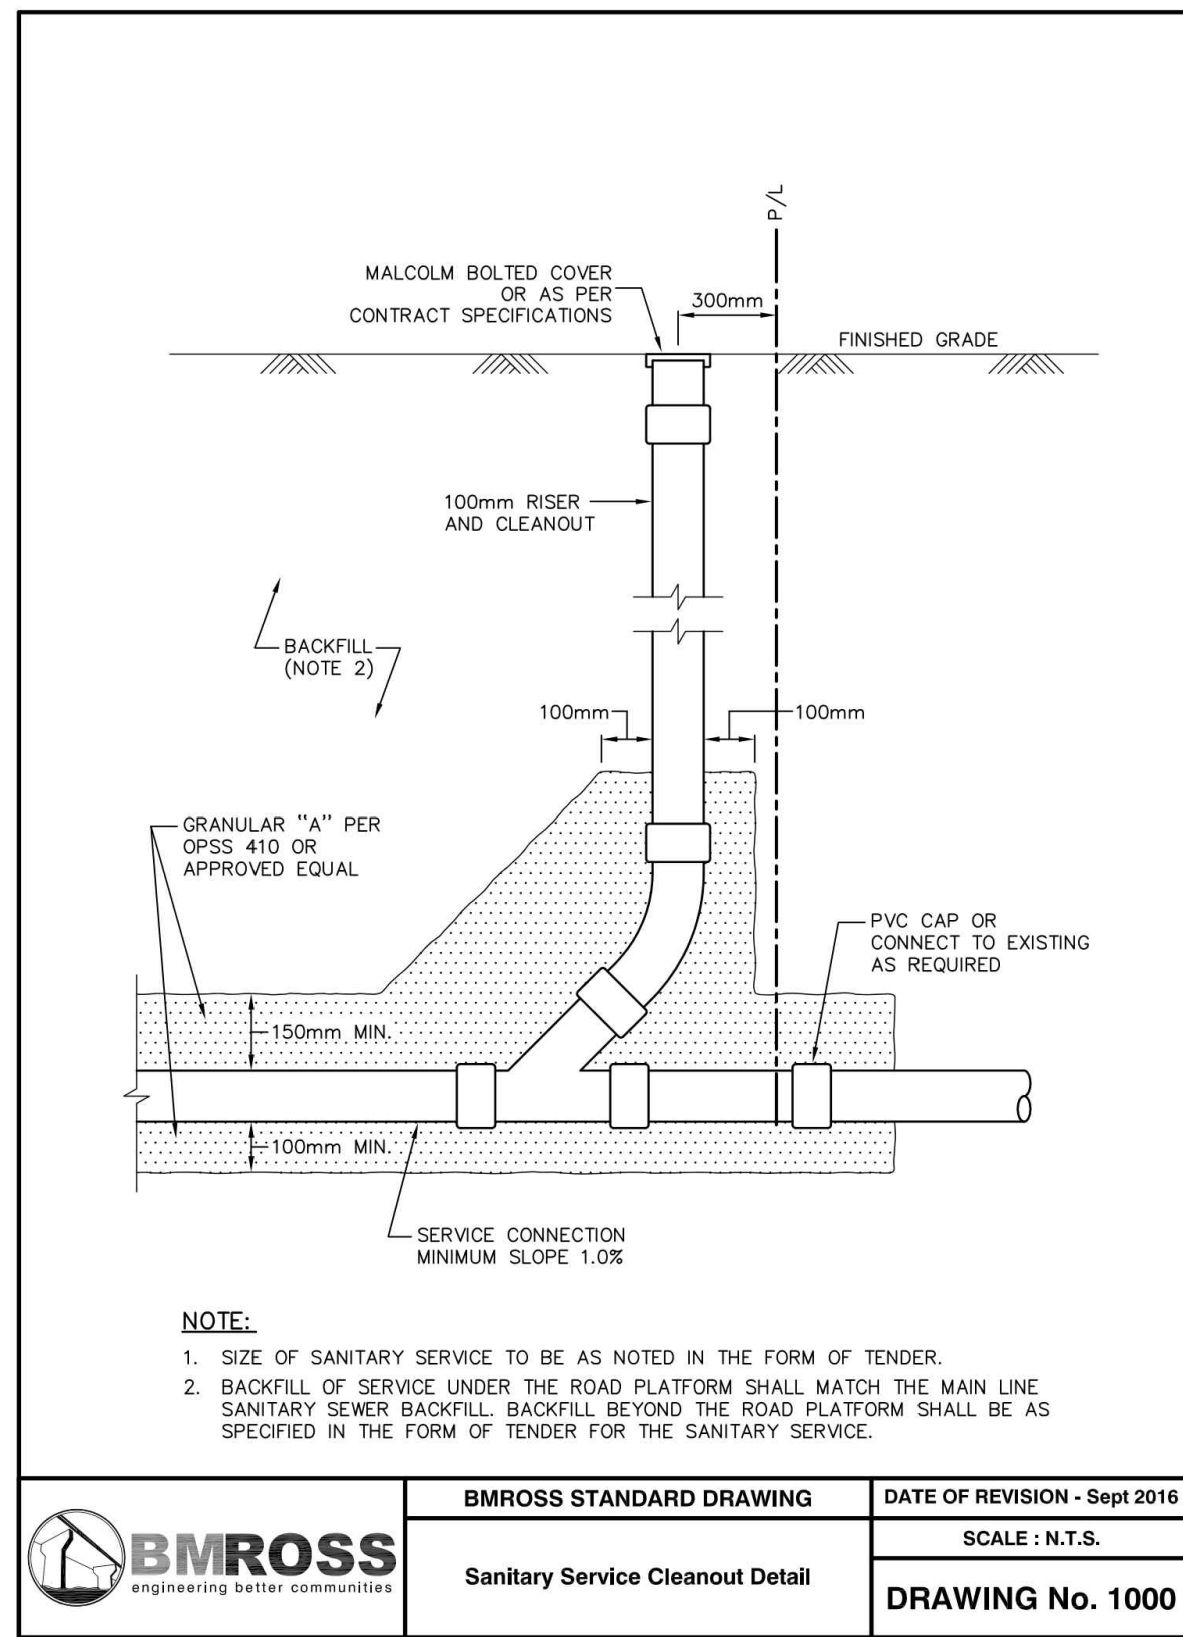 P/L
MALCOLM BOLTED COVER
OR AS PER
CONTRACT SPECIFICATIONS
300mm
FINISHED GRADE
100mm RISER
AND CLEANOUT
BACKFILL
(NOTE 2)
100mm
100mm
GRANULAR "A" PER
OPSS 410 OR
APPROVED EQUAL
PVC CAP OR
CONNECT TO EXISTING
AS REQUIRED
150mm MIN.
100mm MIN.
SERVICE CONNECTION
MINIMUM SLOPE 1.0%
NOTE:
1. SIZE OF SANITARY SERVICE TO BE AS NOTED IN THE FORM OF TENDER.
2. BACKFILL OF SERVICE UNDER THE ROAD PLATFORM SHALL MATCH THE MAIN LINE
SANITARY SEWER BACKFILL. BACKFILL BEYOND THE ROAD PLATFORM SHALL BE AS
SPECIFIED IN THE FORM OF TENDER FOR THE SANITARY SERVICE.
BMROSS
engineering better communities
BMROSS STANDARD DRAWING
Sanitary Service Cleanout Detail
DATE OF REVISION - Sept 2016
SCALE : N.T.S.
DRAWING No. 1000